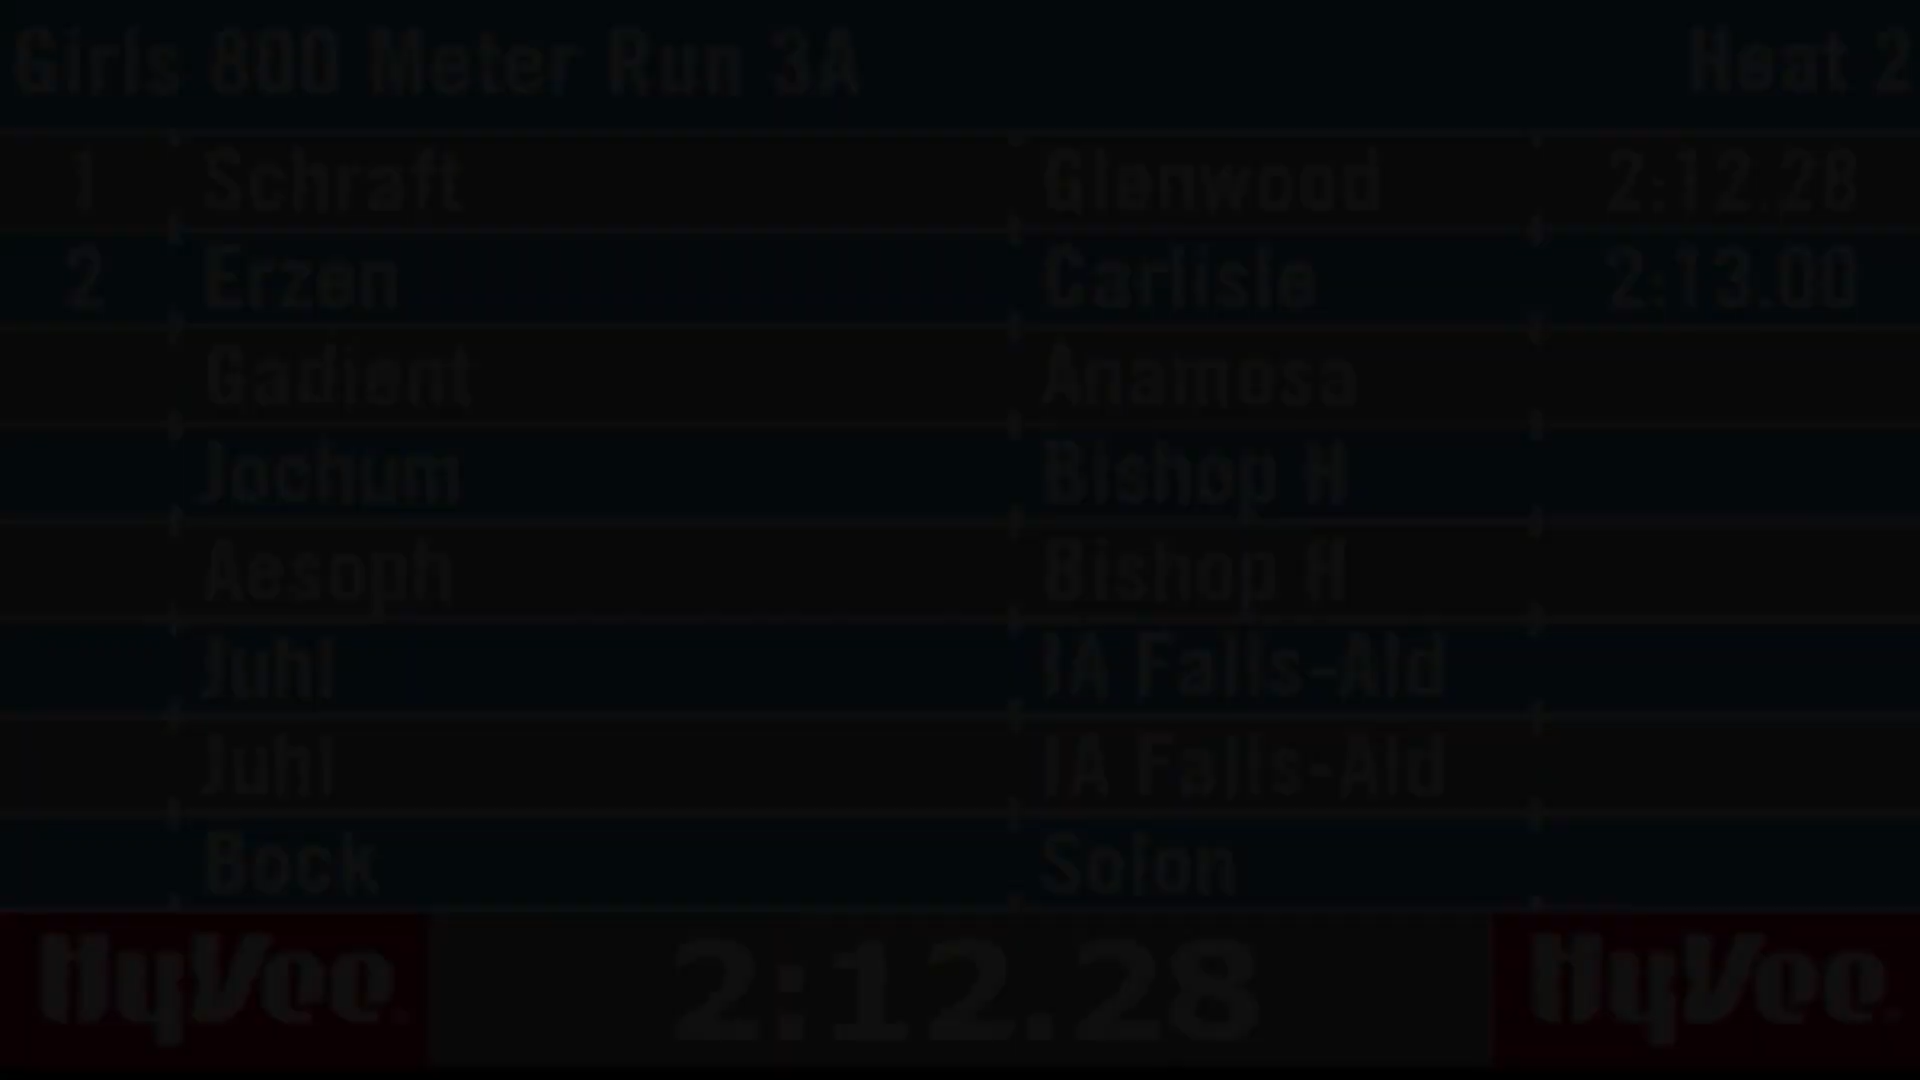 Girls 800 Meter Run 3A Heat 2
1 Schraft Glenwood 2:12.28
2 Erzen Carlisle 2:13.00
Gadient Anamosa
Jochum Bishop H
Aesoph Bishop H
Juhl IA Falls-Ald
Juhl IA Falls-Ald
Bock Solon
HyVee 2:12.28 HyVee